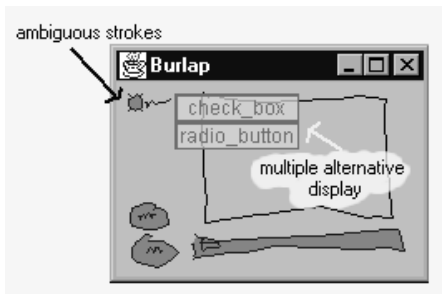 ambiguous strokes
Burlap
check_box
radio_button
multiple alternative
display